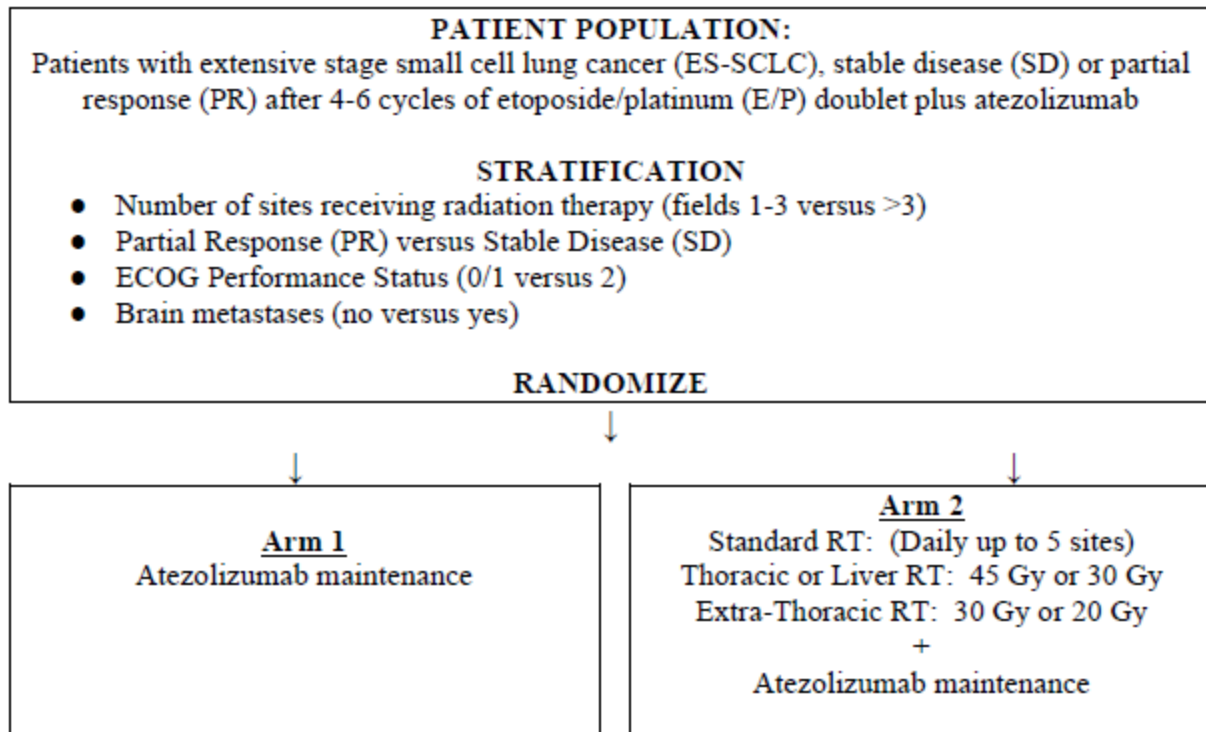 PATIENT POPULATION:
Patients with extensive stage small cell lung cancer (ES-SCLC), stable disease (SD) or partial
response (PR) after 4-6 cycles of etoposide/platinum (E/P) doublet plus atezolizumab
STRATIFICATION
● Number of sites receiving radiation therapy (fields 1-3 versus >3)
● Partial Response (PR) versus Stable Disease (SD)
● ECOG Performance Status (0/1 versus 2)
● Brain metastases (no versus yes)
RANDOMIZE
↓
↓ ↓
Arm 1
Atezolizumab maintenance
Arm 2
Standard RT: (Daily up to 5 sites)
Thoracic or Liver RT: 45 Gy or 30 Gy
Extra-Thoracic RT: 30 Gy or 20 Gy
+
Atezolizumab maintenance